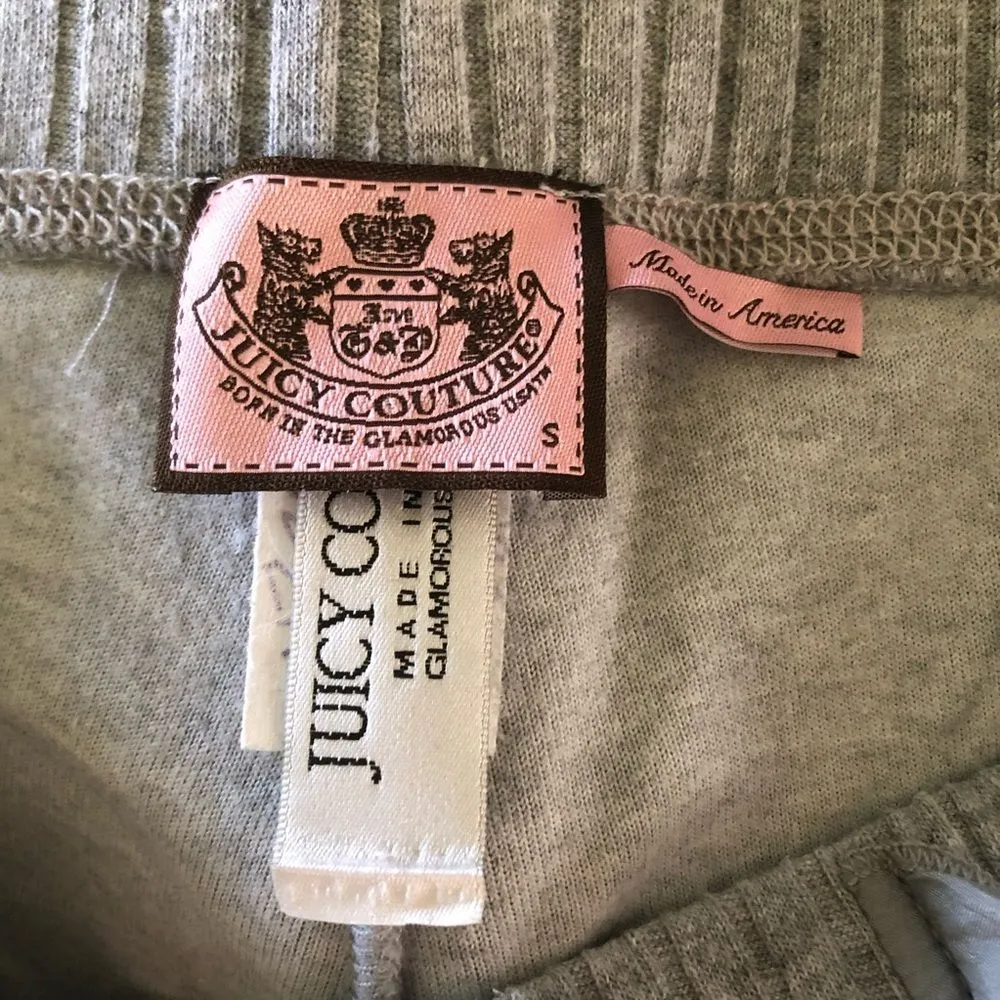 Love
G&P
JUICY COUTURE®
BORN IN THE GLAMOROUS USA™
S
Made in America
JUICY CO
MADE IN
GLAMOROUS